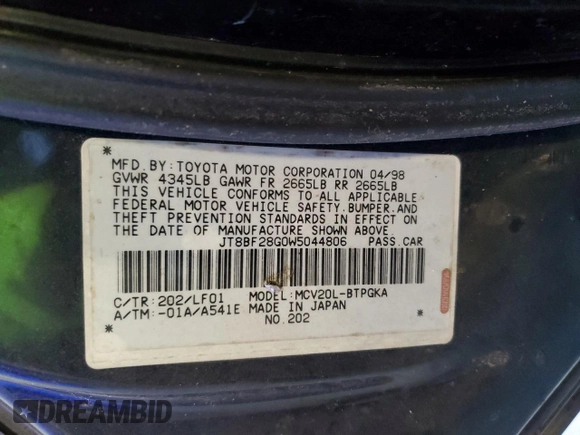 MFD.BY:TOYOTA MOTOR CORPORATION 04/98
GVWR 4345LB GAWR FR 2665LB RR 2665LB
THIS VEHICLE CONFORMS TO ALL APPLICABLE
FEDERAL MOTOR VEHICLE SAFETY,BUMPER,AND
THEFT PREVENTION STANDARDS IN EFFECT ON
THE DATE OF MANUFACTURE SHOWN ABOVE.
JT8BF28G0W5044806 PASS.CAR
C/TR:202/LF01 MODEL:MCV20L-BTPGKA
A/TM:-01A/A541E MADE IN JAPAN
NO.202
DREAMBID